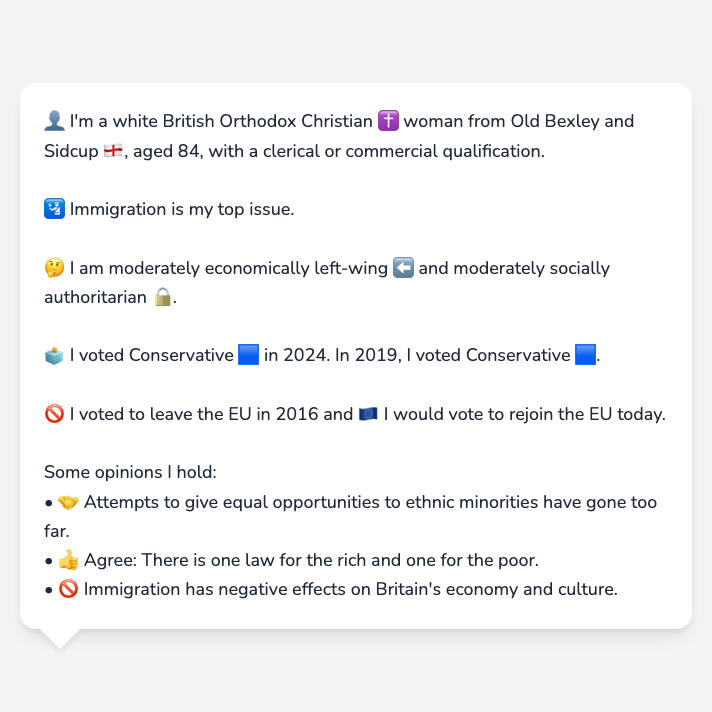 👤 I'm a white British Orthodox Christian ✝️ woman from Old Bexley and
Sidcup 🏴󠁧󠁢󠁥󠁮󠁧󠁿, aged 84, with a clerical or commercial qualification.
🛂 Immigration is my top issue.
🤔 I am moderately economically left-wing ⬅️ and moderately socially
authoritarian 🔒.
🗳️ I voted Conservative 🟦 in 2024. In 2019, I voted Conservative 🟦.
🚫 I voted to leave the EU in 2016 and 🇪🇺 I would vote to rejoin the EU today.
Some opinions I hold:
• 🤝 Attempts to give equal opportunities to ethnic minorities have gone too
far.
• 👍 Agree: There is one law for the rich and one for the poor.
• 🚫 Immigration has negative effects on Britain's economy and culture.